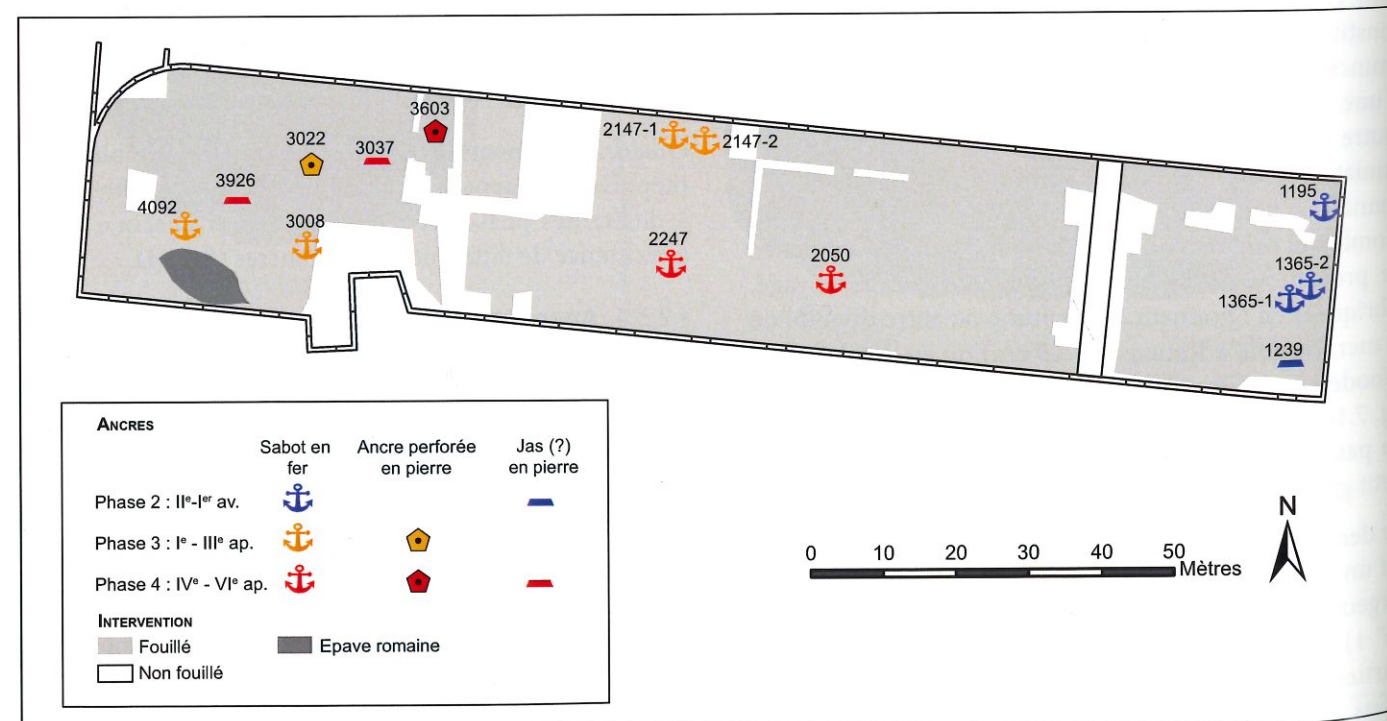 3603
3022
2147-1
2147-2
3037
3926
1195
4092
3008
2247
2050
1365-2
1365-1
1239
ANCRES
Sabot en
fer
Ancre perforée
en pierre
Jas (?)
en pierre
Phase 2 : IIe-Ier av.
Phase 3 : Ie - IIIe ap.
Phase 4 : IVe - VIe ap.
INTERVENTION
Fouillé
Epave romaine
Non fouillé
N
0 10 20 30 40 50
Mètres